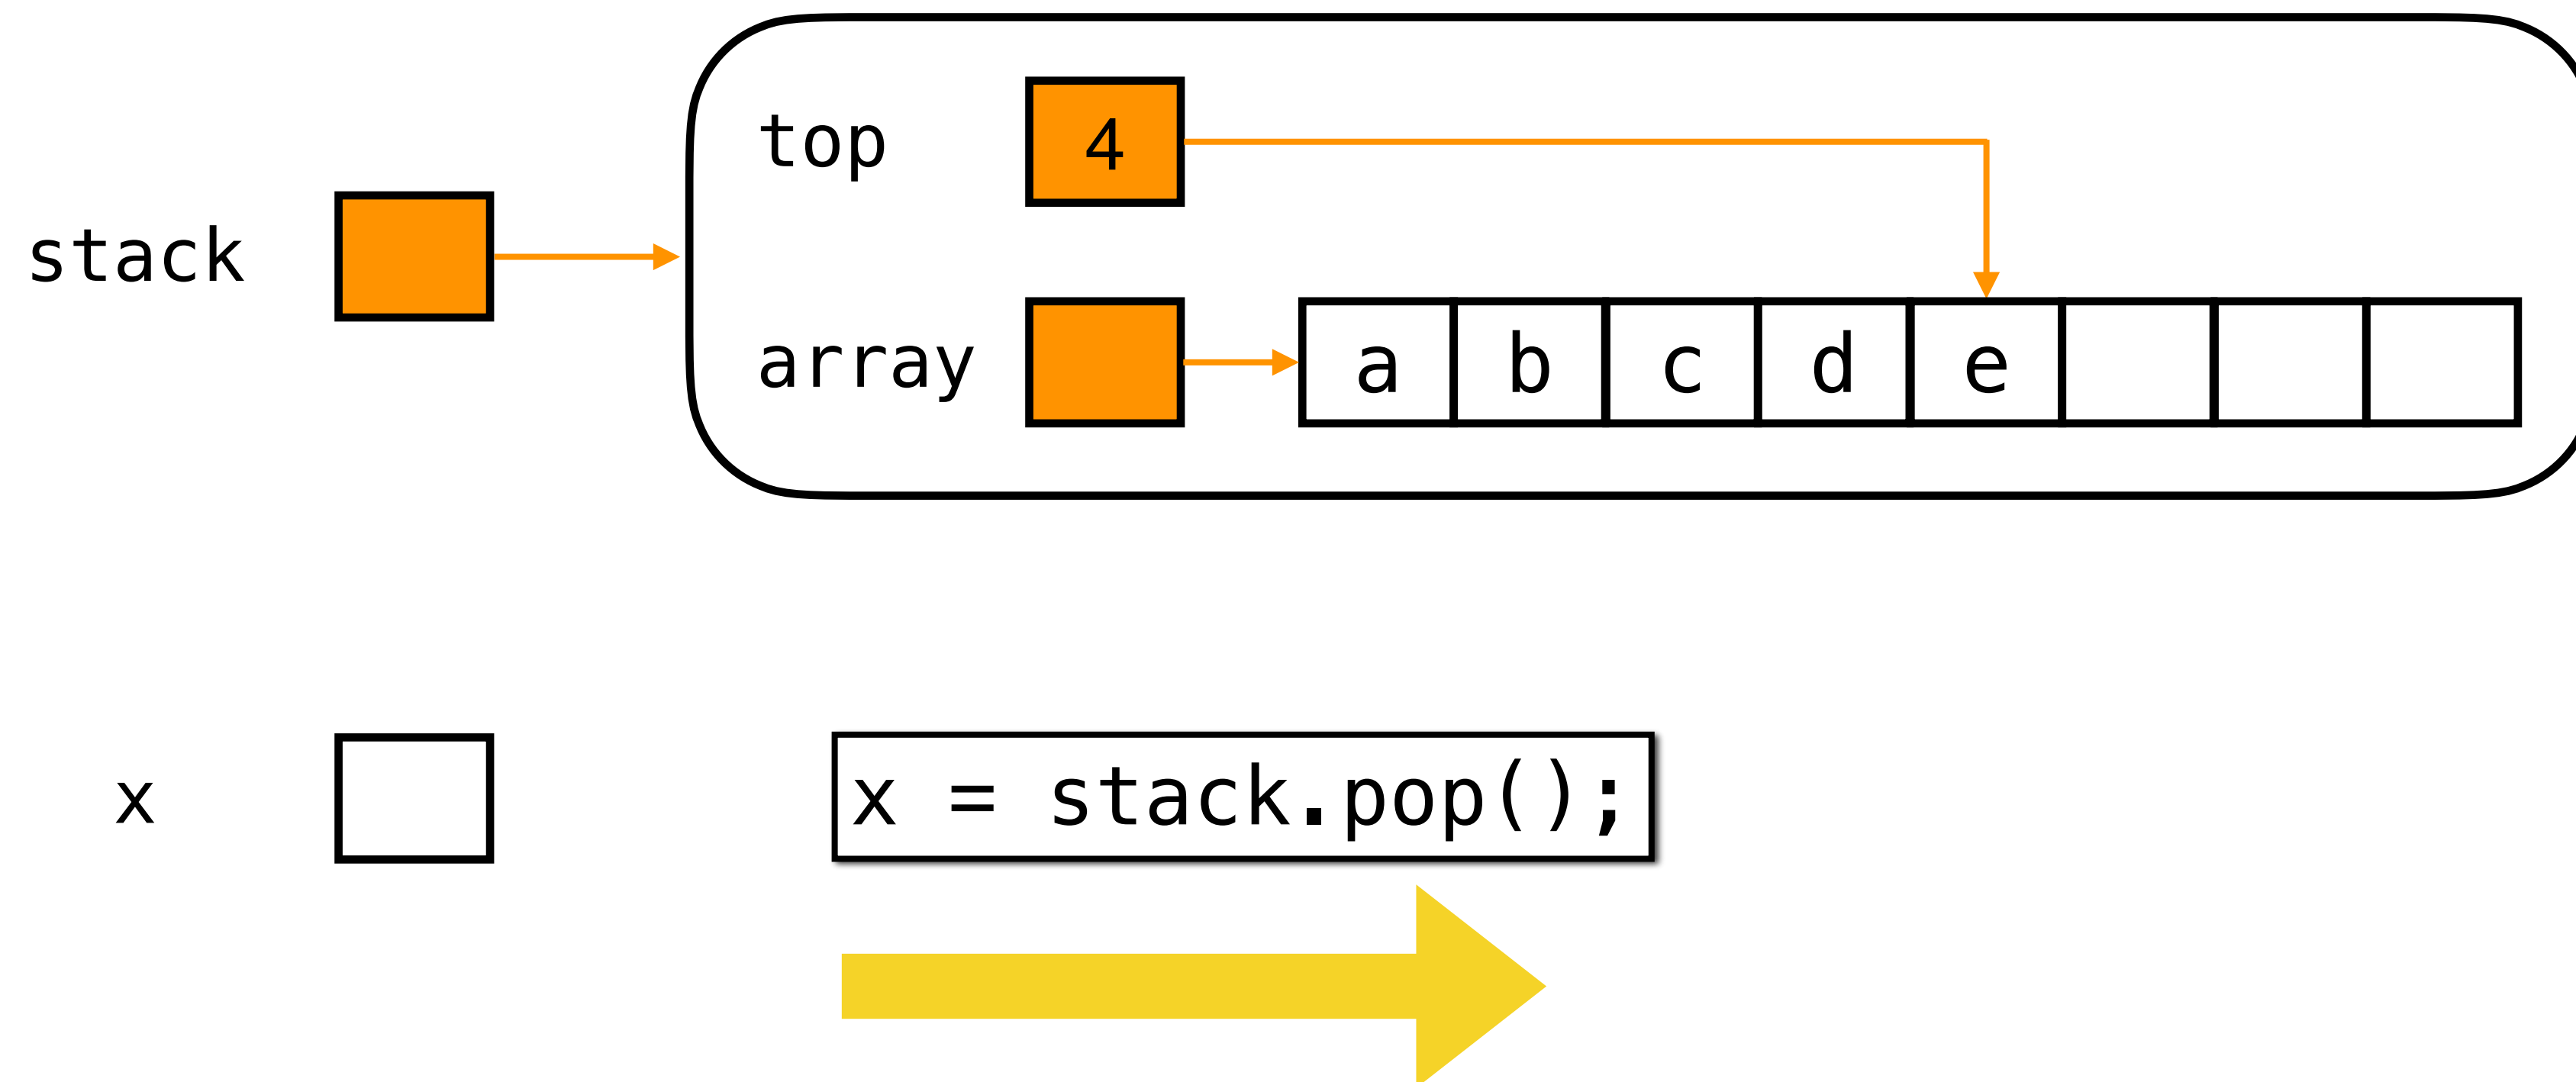 top 4
stack
array a b c d e
x
x = stack.pop();